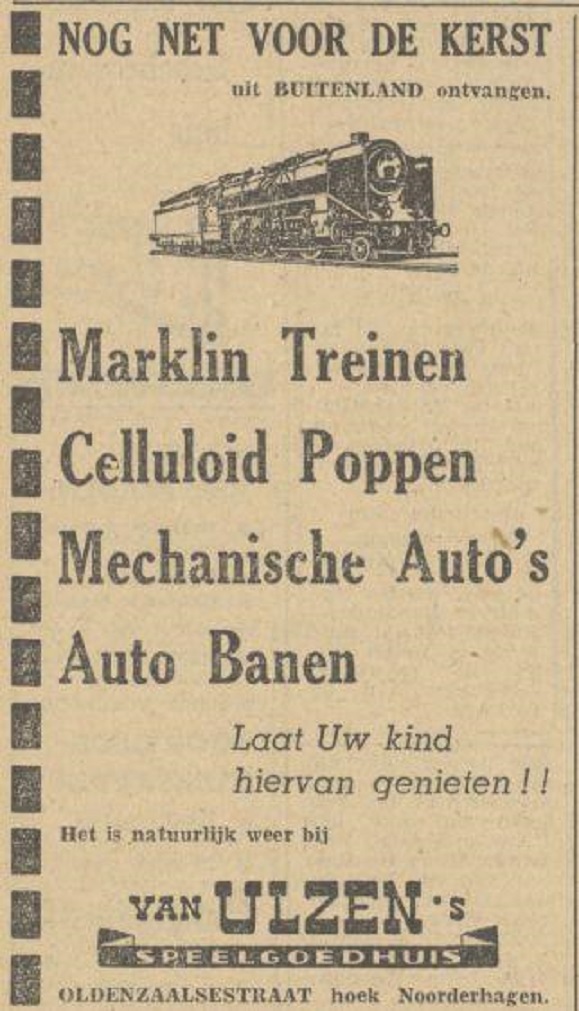 NOG NET VOOR DE KERST
uit BUITENLAND ontvangen.
Marklin Treinen
Celluloid Poppen
Mechanische Auto's
Auto Banen
Laat Uw kind
hiervan genieten ! !
Het is natuurlijk weer bij
VAN ULZEN's
SPEELGOEDHUIS
OLDENZAALSESTRAAT hoek Noorderhagen.